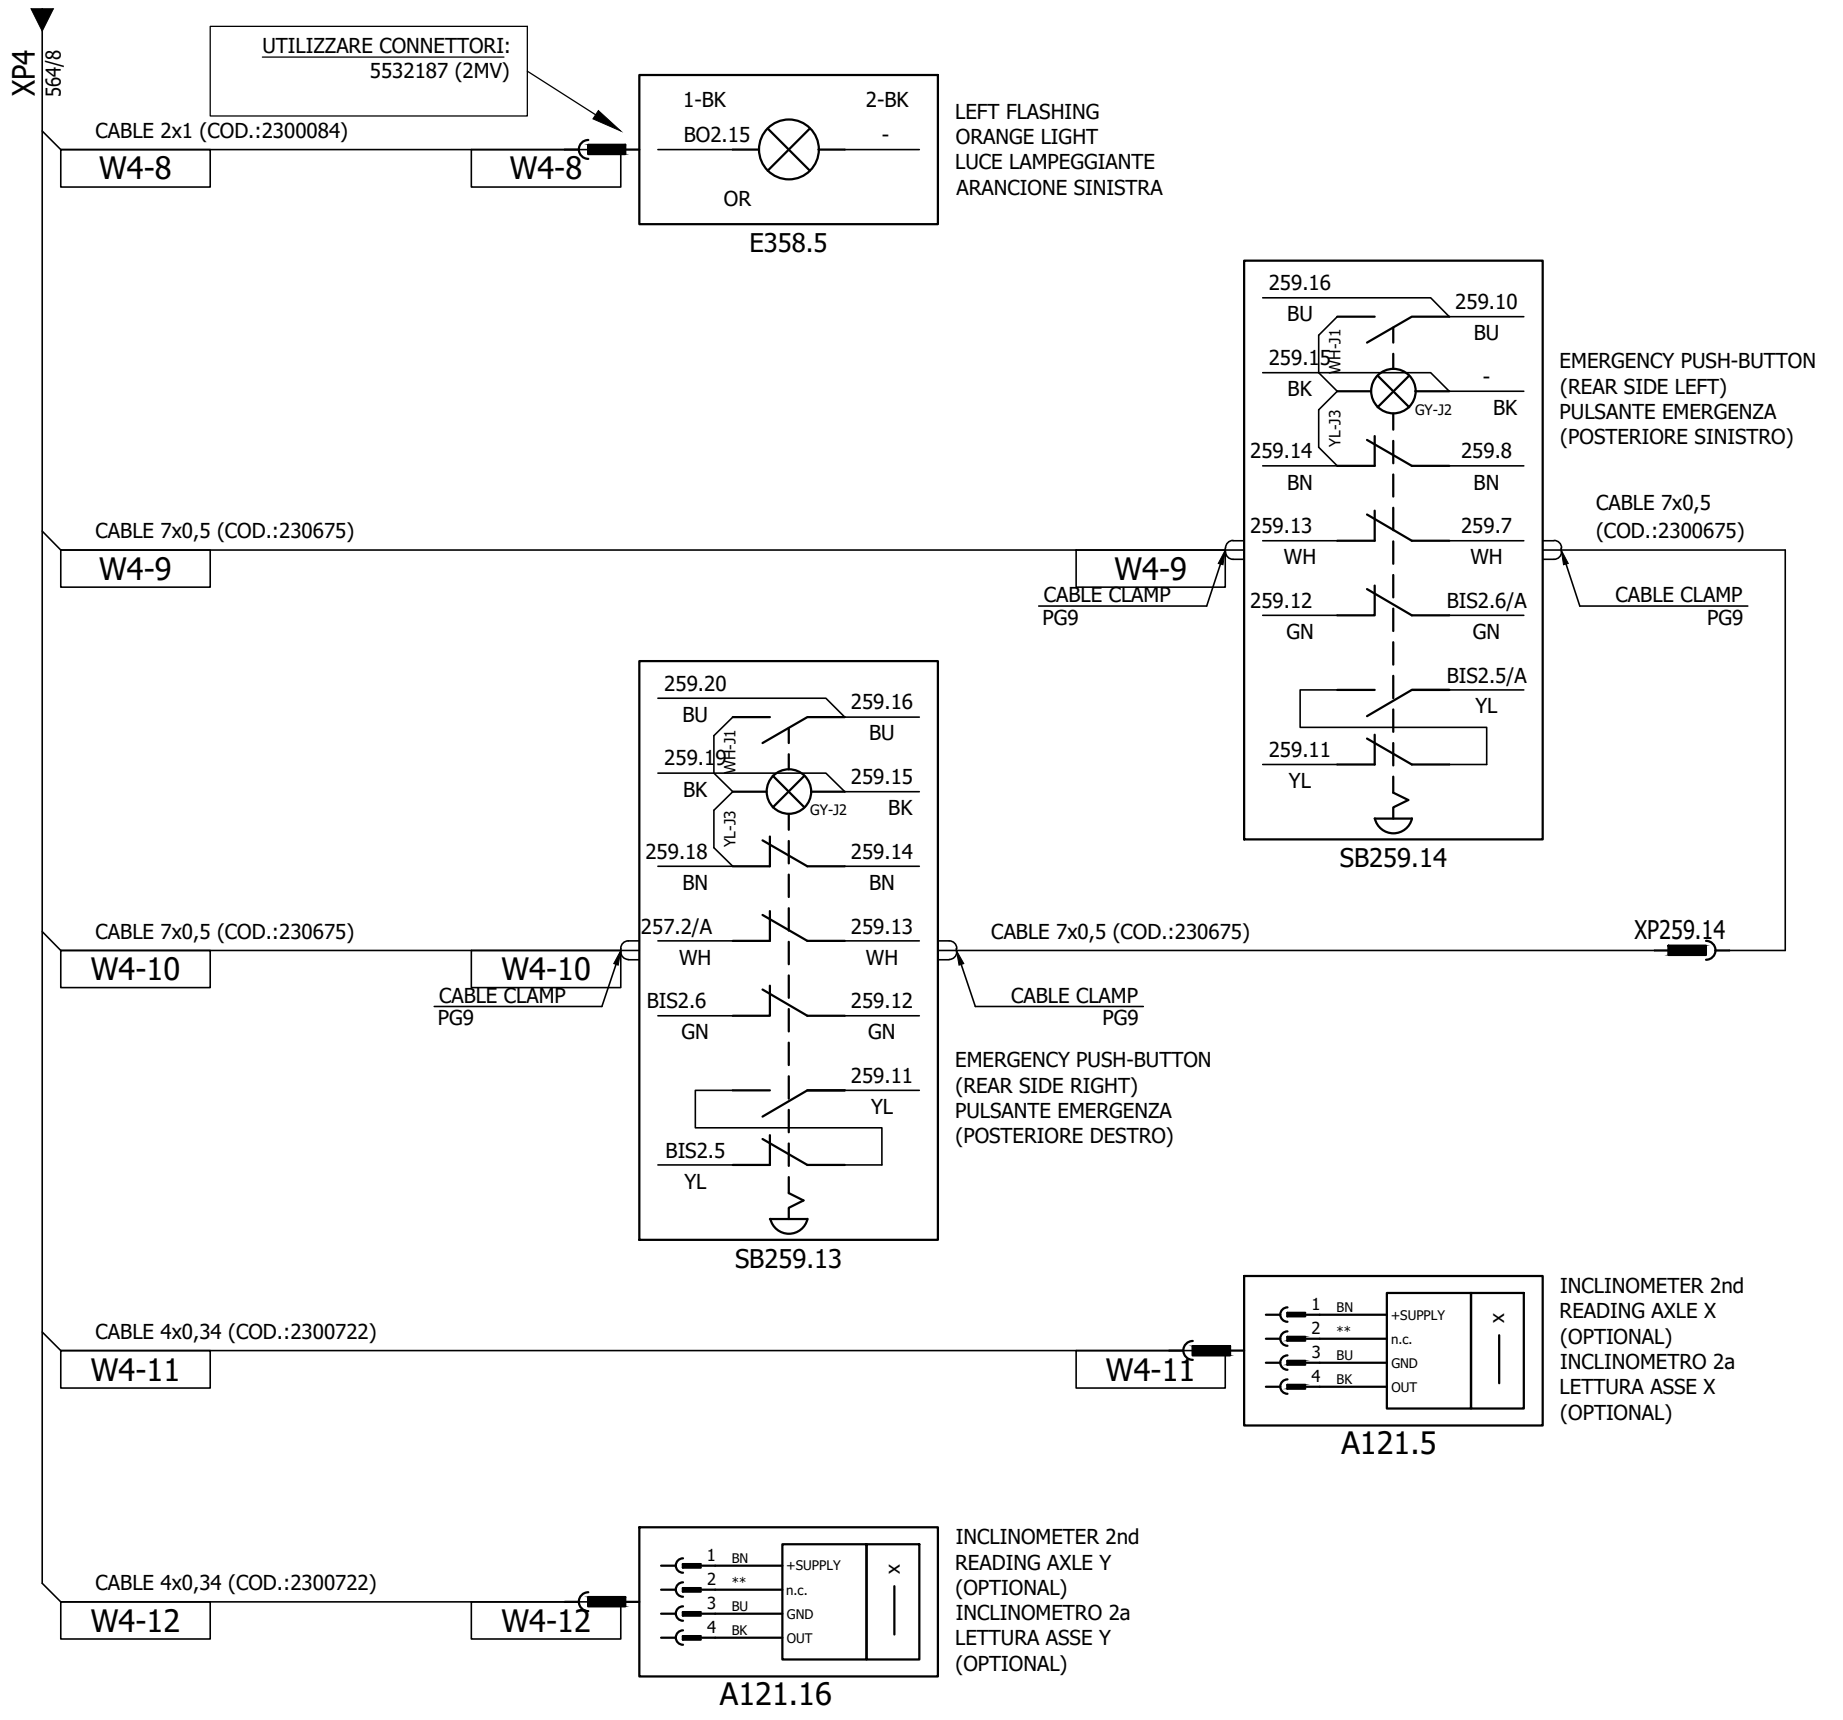 XP4
564/8
UTILIZZARE CONNETTORI:
5532187 (2MV)
CABLE 2x1 (COD.:2300084)
W4-8
W4-8
1-BK
2-BK
BO2.15
-
OR
E358.5
LEFT FLASHING
ORANGE LIGHT
LUCE LAMPEGGIANTE
ARANCIONE SINISTRA
259.16
BU
259.10
BU
WH-J1
259.15
BK
-
BK
GY-J2
YL-J3
259.14
BN
259.8
BN
259.13
WH
259.7
WH
259.12
GN
BIS2.6/A
GN
BIS2.5/A
YL
259.11
YL
SB259.14
EMERGENCY PUSH-BUTTON
(REAR SIDE LEFT)
PULSANTE EMERGENZA
(POSTERIORE SINISTRO)
CABLE 7x0,5
(COD.:2300675)
CABLE CLAMP
PG9
CABLE 7x0,5 (COD.:230675)
W4-9
W4-9
CABLE CLAMP
PG9
259.20
BU
259.16
BU
WH-J1
259.19
BK
259.15
BK
GY-J2
YL-J3
259.18
BN
259.14
BN
257.2/A
WH
259.13
WH
BIS2.6
GN
259.12
GN
259.11
YL
BIS2.5
YL
SB259.13
CABLE 7x0,5 (COD.:230675)
W4-10
W4-10
CABLE CLAMP
PG9
CABLE 7x0,5 (COD.:230675)
XP259.14
CABLE CLAMP
PG9
EMERGENCY PUSH-BUTTON
(REAR SIDE RIGHT)
PULSANTE EMERGENZA
(POSTERIORE DESTRO)
CABLE 4x0,34 (COD.:2300722)
W4-11
W4-11
1 BN +SUPPLY
2 ** n.c.
3 BU GND
4 BK OUT
X
A121.5
INCLINOMETER 2nd
READING AXLE X
(OPTIONAL)
INCLINOMETRO 2a
LETTURA ASSE X
(OPTIONAL)
CABLE 4x0,34 (COD.:2300722)
W4-12
W4-12
1 BN +SUPPLY
2 ** n.c.
3 BU GND
4 BK OUT
X
A121.16
INCLINOMETER 2nd
READING AXLE Y
(OPTIONAL)
INCLINOMETRO 2a
LETTURA ASSE Y
(OPTIONAL)